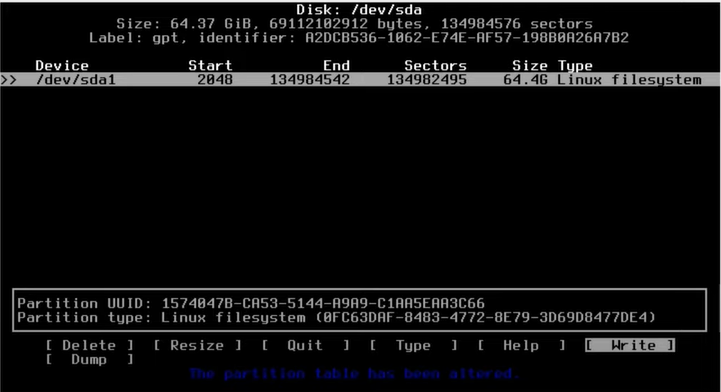 Disk: /dev/sda
Size: 64.37 GiB, 69112102912 bytes, 134984576 sectors
Label: gpt, identifier: A2DCB536-1062-E74E-AF57-198B0A26A7B2
Device Start End Sectors Size Type
>> /dev/sda1 2048 134984542 134982495 64.4G Linux filesystem
Partition UUID: 1574047B-CA53-5144-A9A9-C1AA5EAA3C66
Partition type: Linux filesystem (0FC63DAF-8483-4772-8E79-3D69D8477DE4)
[ Delete ] [ Resize ] [ Quit ] [ Type ] [ Help ] [ Write ]
[ Dump ]
The partition table has been altered.